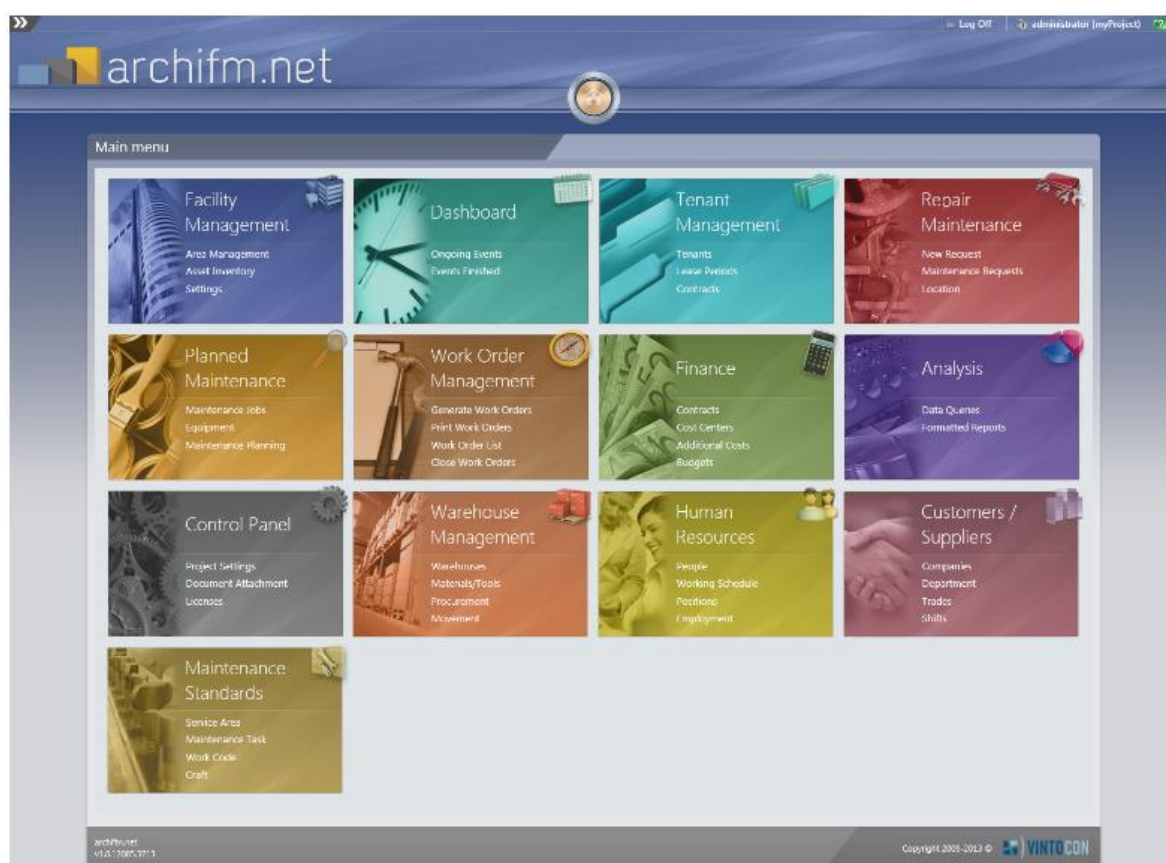 Log Off
administrator (myProject)
archifm.net
Main menu
Facility
Management
Area Management
Asset Inventory
Settings
Dashboard
Ongoing Events
Events Finished
Tenant
Management
Tenants
Lease Periods
Contracts
Repair
Maintenance
New Request
Maintenance Requests
Location
Planned
Maintenance
Maintenance Jobs
Equipment
Maintenance Planning
Work Order
Management
Generate Work Orders
Print Work Orders
Work Order List
Close Work Orders
Finance
Contracts
Cost Centers
Additional Costs
Budgets
Analysis
Data Queries
Formatted Reports
Control Panel
Project Settings
Document Attachment
Licenses
Warehouse
Management
Warehouses
Materials/Tools
Procurement
Movement
Human
Resources
People
Working Schedule
Positions
Employment
Customers /
Suppliers
Companies
Department
Trades
Shifts
Maintenance
Standards
Service Area
Maintenance Task
Work Code
Craft
archifm.net
Copyright 2009-2013 ©
VINTOCON